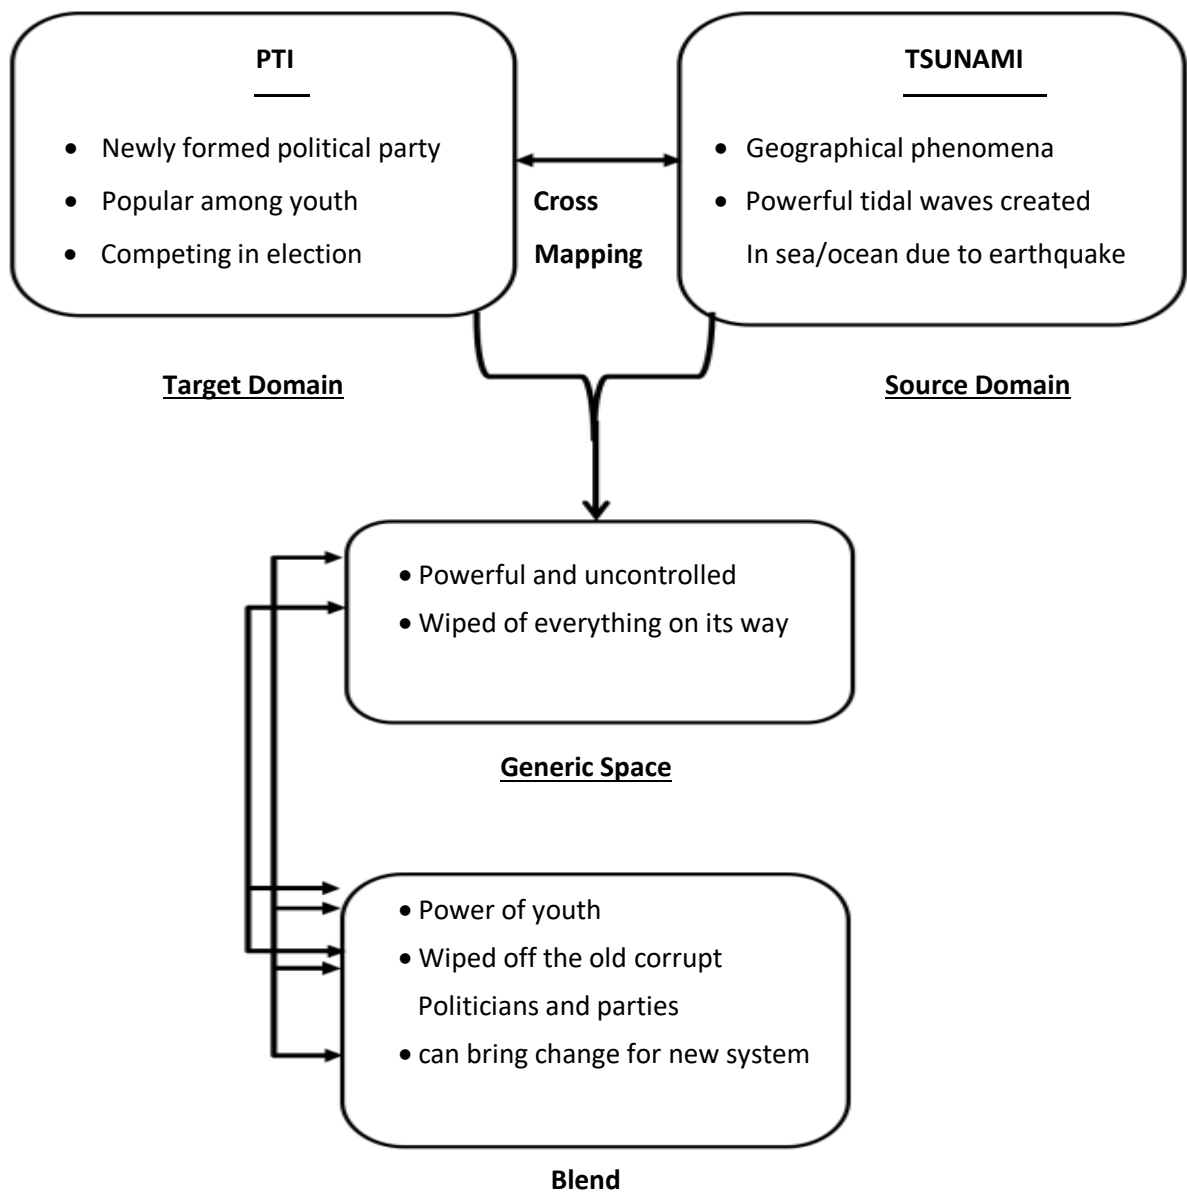 PTI
• Newly formed political party
• Popular among youth
• Competing in election
Target Domain
Cross
Mapping
TSUNAMI
• Geographical phenomena
• Powerful tidal waves created
In sea/ocean due to earthquake
Source Domain
• Powerful and uncontrolled
• Wiped of everything on its way
Generic Space
• Power of youth
• Wiped off the old corrupt
Politicians and parties
• can bring change for new system
Blend